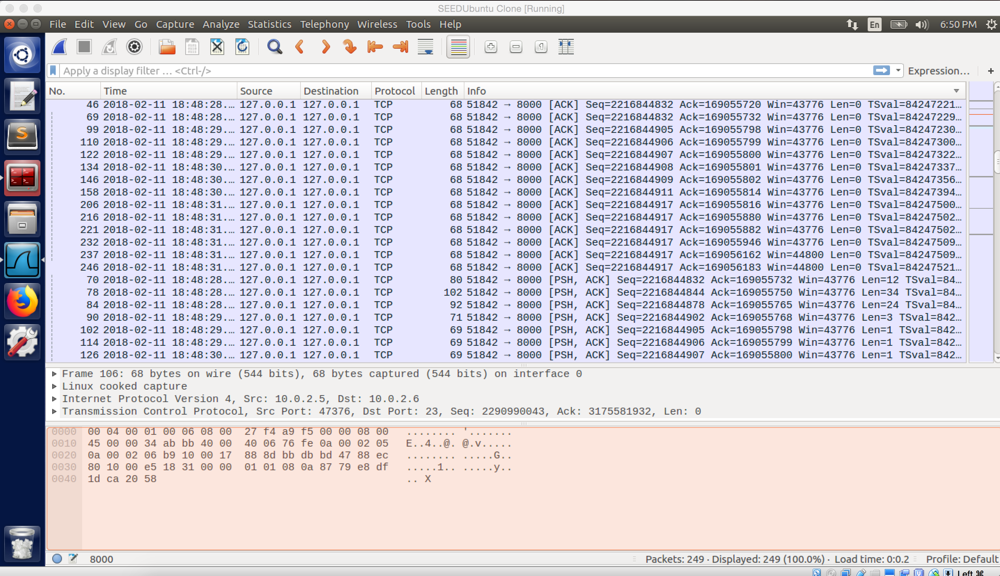 SEEDUbuntu Clone [Running]
File Edit View Go Capture Analyze Statistics Telephony Wireless Tools Help En 6:50 PM
Apply a display filter … <Ctrl-/> Expression… +
No. Time Source Destination Protocol Length Info
46 2018-02-11 18:48:28.… 127.0.0.1 127.0.0.1 TCP 68 51842 → 8000 [ACK] Seq=2216844832 Ack=169055720 Win=43776 Len=0 TSval=84247221…
69 2018-02-11 18:48:28.… 127.0.0.1 127.0.0.1 TCP 68 51842 → 8000 [ACK] Seq=2216844832 Ack=169055732 Win=43776 Len=0 TSval=84247229…
99 2018-02-11 18:48:29.… 127.0.0.1 127.0.0.1 TCP 68 51842 → 8000 [ACK] Seq=2216844905 Ack=169055798 Win=43776 Len=0 TSval=84247230…
110 2018-02-11 18:48:29.… 127.0.0.1 127.0.0.1 TCP 68 51842 → 8000 [ACK] Seq=2216844906 Ack=169055799 Win=43776 Len=0 TSval=84247300…
122 2018-02-11 18:48:29.… 127.0.0.1 127.0.0.1 TCP 68 51842 → 8000 [ACK] Seq=2216844907 Ack=169055800 Win=43776 Len=0 TSval=84247322…
134 2018-02-11 18:48:30.… 127.0.0.1 127.0.0.1 TCP 68 51842 → 8000 [ACK] Seq=2216844908 Ack=169055801 Win=43776 Len=0 TSval=84247337…
146 2018-02-11 18:48:30.… 127.0.0.1 127.0.0.1 TCP 68 51842 → 8000 [ACK] Seq=2216844909 Ack=169055802 Win=43776 Len=0 TSval=84247356…
158 2018-02-11 18:48:30.… 127.0.0.1 127.0.0.1 TCP 68 51842 → 8000 [ACK] Seq=2216844911 Ack=169055814 Win=43776 Len=0 TSval=84247394…
206 2018-02-11 18:48:31.… 127.0.0.1 127.0.0.1 TCP 68 51842 → 8000 [ACK] Seq=2216844917 Ack=169055816 Win=43776 Len=0 TSval=84247500…
216 2018-02-11 18:48:31.… 127.0.0.1 127.0.0.1 TCP 68 51842 → 8000 [ACK] Seq=2216844917 Ack=169055880 Win=43776 Len=0 TSval=84247502…
221 2018-02-11 18:48:31.… 127.0.0.1 127.0.0.1 TCP 68 51842 → 8000 [ACK] Seq=2216844917 Ack=169055882 Win=43776 Len=0 TSval=84247502…
232 2018-02-11 18:48:31.… 127.0.0.1 127.0.0.1 TCP 68 51842 → 8000 [ACK] Seq=2216844917 Ack=169055946 Win=43776 Len=0 TSval=84247509…
237 2018-02-11 18:48:31.… 127.0.0.1 127.0.0.1 TCP 68 51842 → 8000 [ACK] Seq=2216844917 Ack=169056162 Win=44800 Len=0 TSval=84247509…
246 2018-02-11 18:48:31.… 127.0.0.1 127.0.0.1 TCP 68 51842 → 8000 [ACK] Seq=2216844917 Ack=169056183 Win=44800 Len=0 TSval=84247521…
70 2018-02-11 18:48:28.… 127.0.0.1 127.0.0.1 TCP 80 51842 → 8000 [PSH, ACK] Seq=2216844832 Ack=169055732 Win=43776 Len=12 TSval=84…
78 2018-02-11 18:48:28.… 127.0.0.1 127.0.0.1 TCP 102 51842 → 8000 [PSH, ACK] Seq=2216844844 Ack=169055750 Win=43776 Len=34 TSval=84…
84 2018-02-11 18:48:28.… 127.0.0.1 127.0.0.1 TCP 92 51842 → 8000 [PSH, ACK] Seq=2216844878 Ack=169055765 Win=43776 Len=24 TSval=84…
90 2018-02-11 18:48:29.… 127.0.0.1 127.0.0.1 TCP 71 51842 → 8000 [PSH, ACK] Seq=2216844902 Ack=169055768 Win=43776 Len=3 TSval=842…
102 2018-02-11 18:48:29.… 127.0.0.1 127.0.0.1 TCP 69 51842 → 8000 [PSH, ACK] Seq=2216844905 Ack=169055798 Win=43776 Len=1 TSval=842…
114 2018-02-11 18:48:29.… 127.0.0.1 127.0.0.1 TCP 69 51842 → 8000 [PSH, ACK] Seq=2216844906 Ack=169055799 Win=43776 Len=1 TSval=842…
126 2018-02-11 18:48:30.… 127.0.0.1 127.0.0.1 TCP 69 51842 → 8000 [PSH, ACK] Seq=2216844907 Ack=169055800 Win=43776 Len=1 TSval=842…
Frame 106: 68 bytes on wire (544 bits), 68 bytes captured (544 bits) on interface 0
Linux cooked capture
Internet Protocol Version 4, Src: 10.0.2.5, Dst: 10.0.2.6
Transmission Control Protocol, Src Port: 47376, Dst Port: 23, Seq: 2290990043, Ack: 3175581932, Len: 0
0000 00 04 00 01 00 06 08 00 27 f4 a9 f5 00 00 08 00 ........ '.......
0010 45 00 00 34 ab bb 40 00 40 06 76 fe 0a 00 02 05 E..4..@. @.v.....
0020 0a 00 02 06 b9 10 00 17 88 8d bb db bd 47 88 ec ........ .....G..
0030 80 10 00 e5 18 31 00 00 01 01 08 0a 87 79 e8 df .....1.. .....y..
0040 1d ca 20 58 .. X
8000 Packets: 249 · Displayed: 249 (100.0%) · Load time: 0:0.2 Profile: Default
Left ⌘